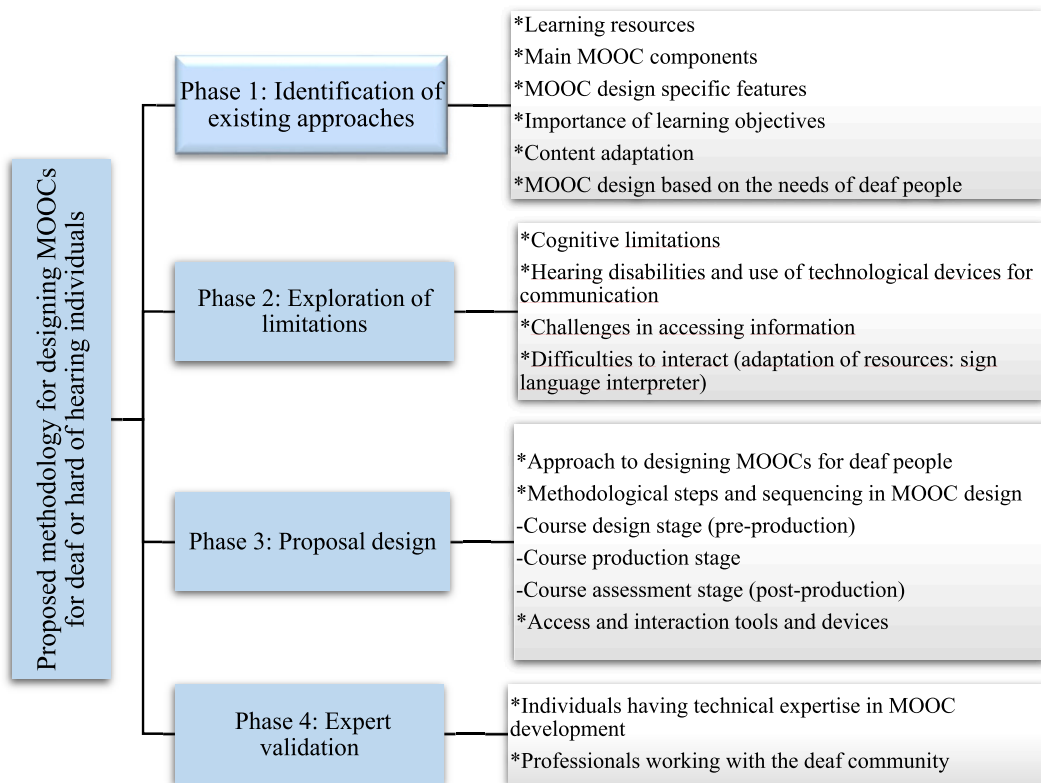 Proposed methodology for designing MOOCs
for deaf or hard of hearing individuals
Phase 1: Identification of
existing approaches
*Learning resources
*Main MOOC components
*MOOC design specific features
*Importance of learning objectives
*Content adaptation
*MOOC design based on the needs of deaf people
Phase 2: Exploration of
limitations
*Cognitive limitations
*Hearing disabilities and use of technological devices for
communication
*Challenges in accessing information
*Difficulties to interact (adaptation of resources: sign
language interpreter)
Phase 3: Proposal design
*Approach to designing MOOCs for deaf people
*Methodological steps and sequencing in MOOC design
-Course design stage (pre-production)
-Course production stage
-Course assessment stage (post-production)
*Access and interaction tools and devices
Phase 4: Expert
validation
*Individuals having technical expertise in MOOC
development
*Professionals working with the deaf community